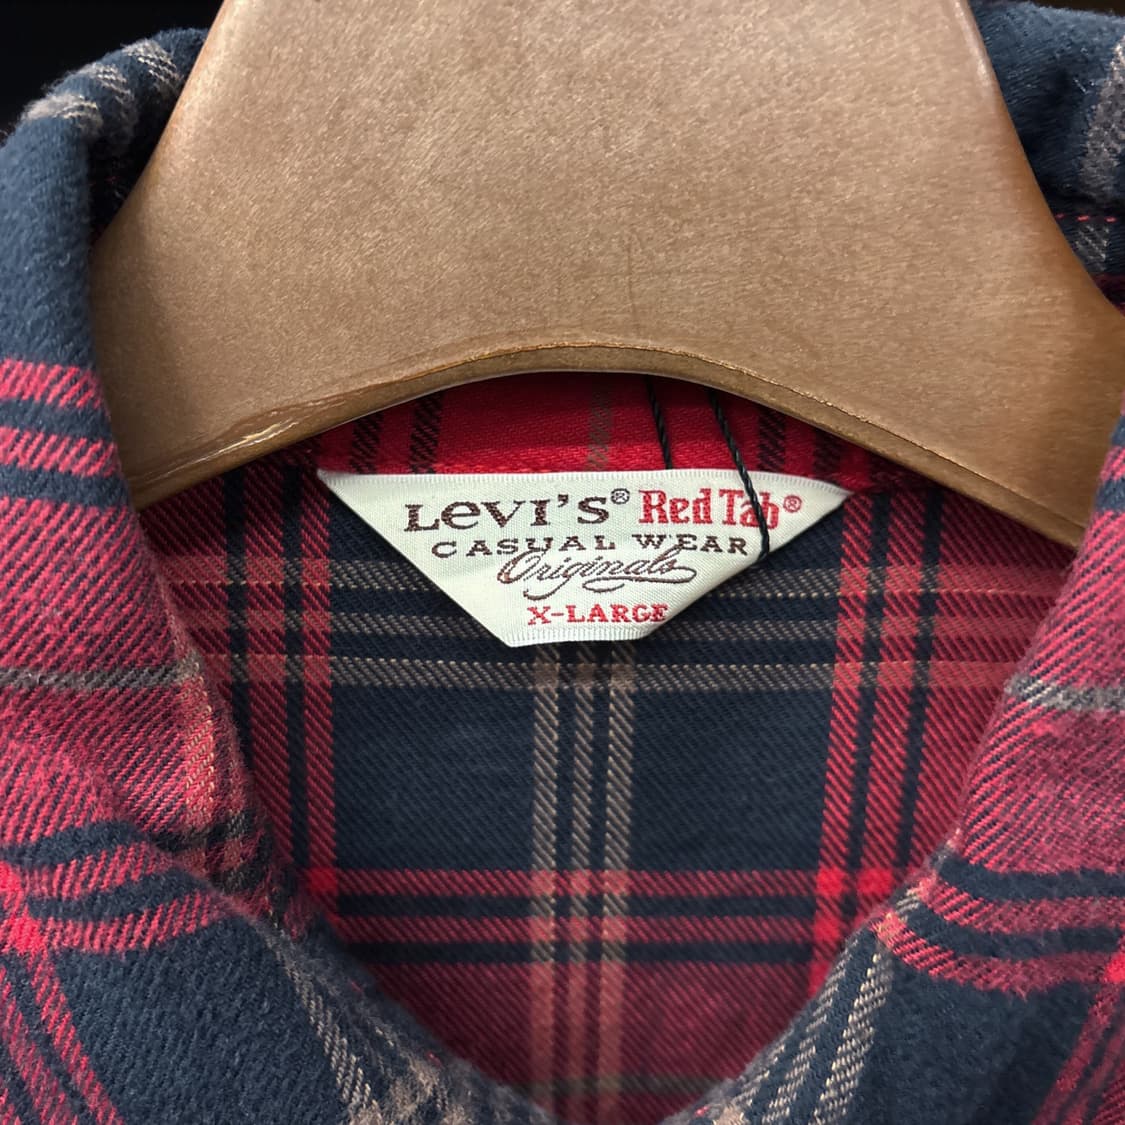 Levi's® Red Tab®
CASUAL WEAR
Originals
X-LARGE